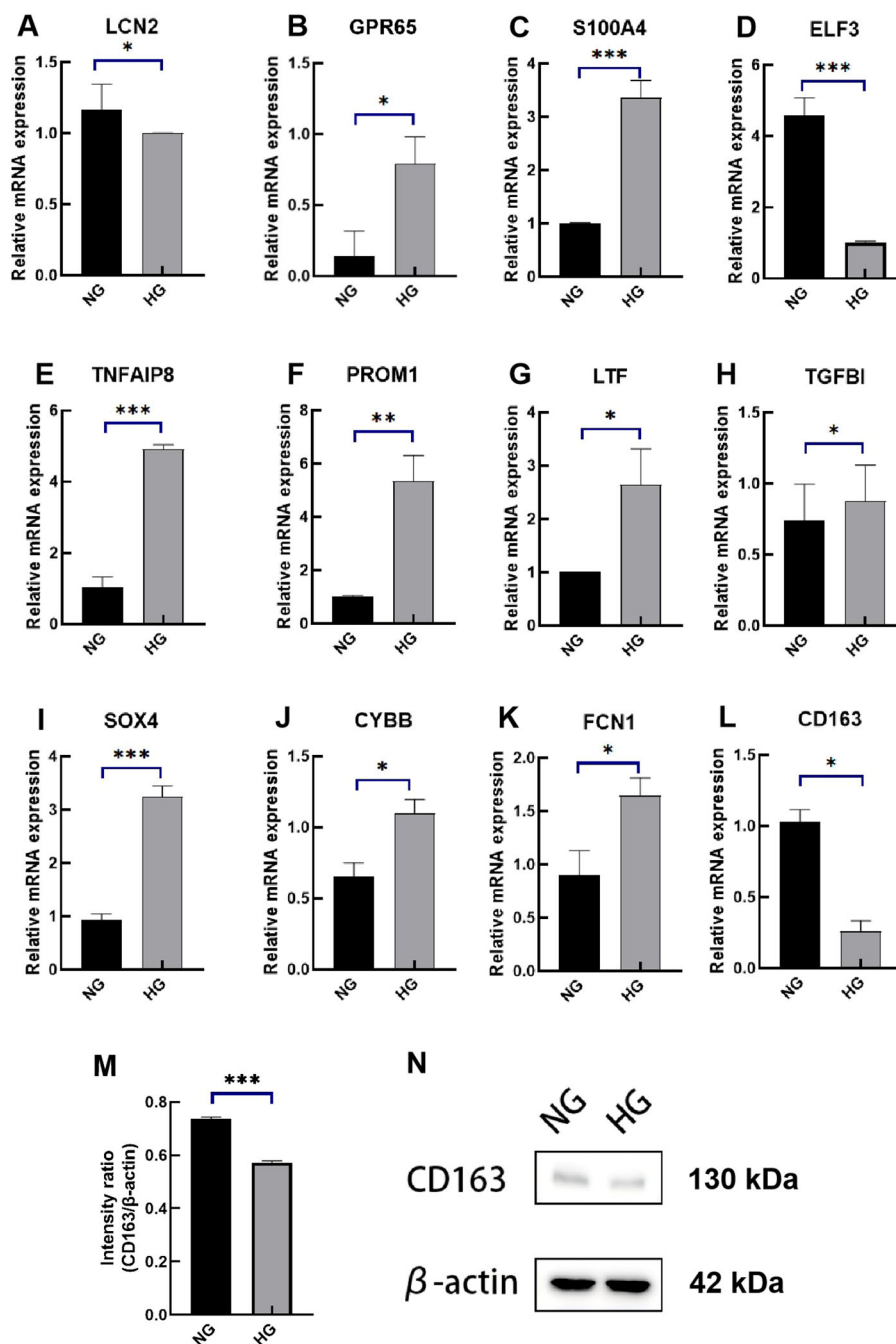 A
LCN2
Relative mRNA expression
1.5
1.0
0.5
0.0
*
NG
HG
B
GPR65
Relative mRNA expression
1.5
1.0
0.5
0.0
*
NG
HG
C
S100A4
Relative mRNA expression
4
3
2
1
0
***
NG
HG
D
ELF3
Relative mRNA expression
6
4
2
0
***
NG
HG
E
TNFAIP8
Relative mRNA expression
6
4
2
0
***
NG
HG
F
PROM1
Relative mRNA expression
8
6
4
2
0
**
NG
HG
G
LTF
Relative mRNA expression
4
3
2
1
0
*
NG
HG
H
TGFBI
Relative mRNA expression
1.5
1.0
0.5
0.0
*
NG
HG
I
SOX4
Relative mRNA expression
4
3
2
1
0
***
NG
HG
J
CYBB
Relative mRNA expression
1.5
1.0
0.5
0.0
*
NG
HG
K
FCN1
Relative mRNA expression
2.0
1.5
1.0
0.5
0.0
*
NG
HG
L
CD163
Relative mRNA expression
1.5
1.0
0.5
0.0
*
NG
HG
M
Intensity ratio
(CD163/β-actin)
0.8
0.6
0.4
0.2
0.0
***
NG
HG
N
NG HG
CD163 130 kDa
β-actin 42 kDa